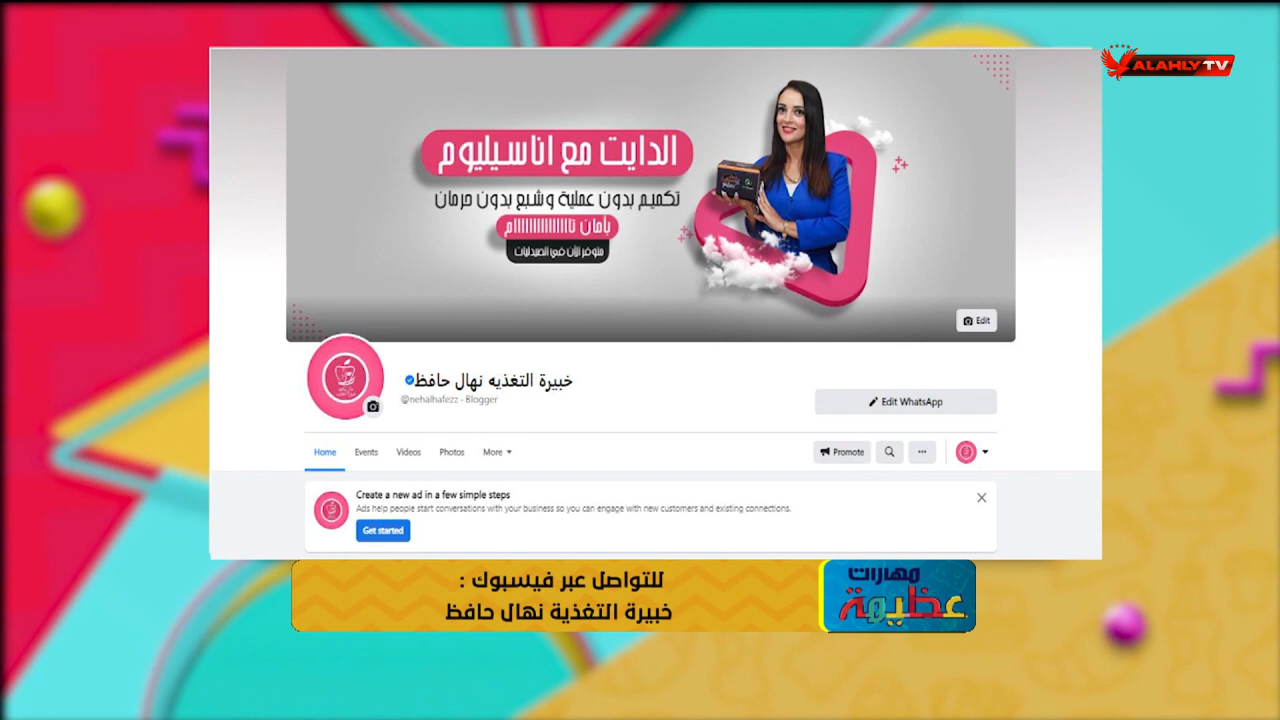 ALAHLY TV
الدايت مع اناسيليوم
تكميم بدون عملية وشبع بدون حرمان
بأمان تااااااااااااااام
متوفر الآن في الصيدليات
Edit
خبيرة التغذيه نهال حافظ
@nehalhafezz - Blogger
Edit WhatsApp
Home Events Videos Photos More
Promote
Create a new ad in a few simple steps
Ads help people start conversations with your business so you can engage with new customers and existing connections.
Get started
للتواصل عبر فيسبوك :
خبيرة التغذية نهال حافظ
مهارات
عظيمة